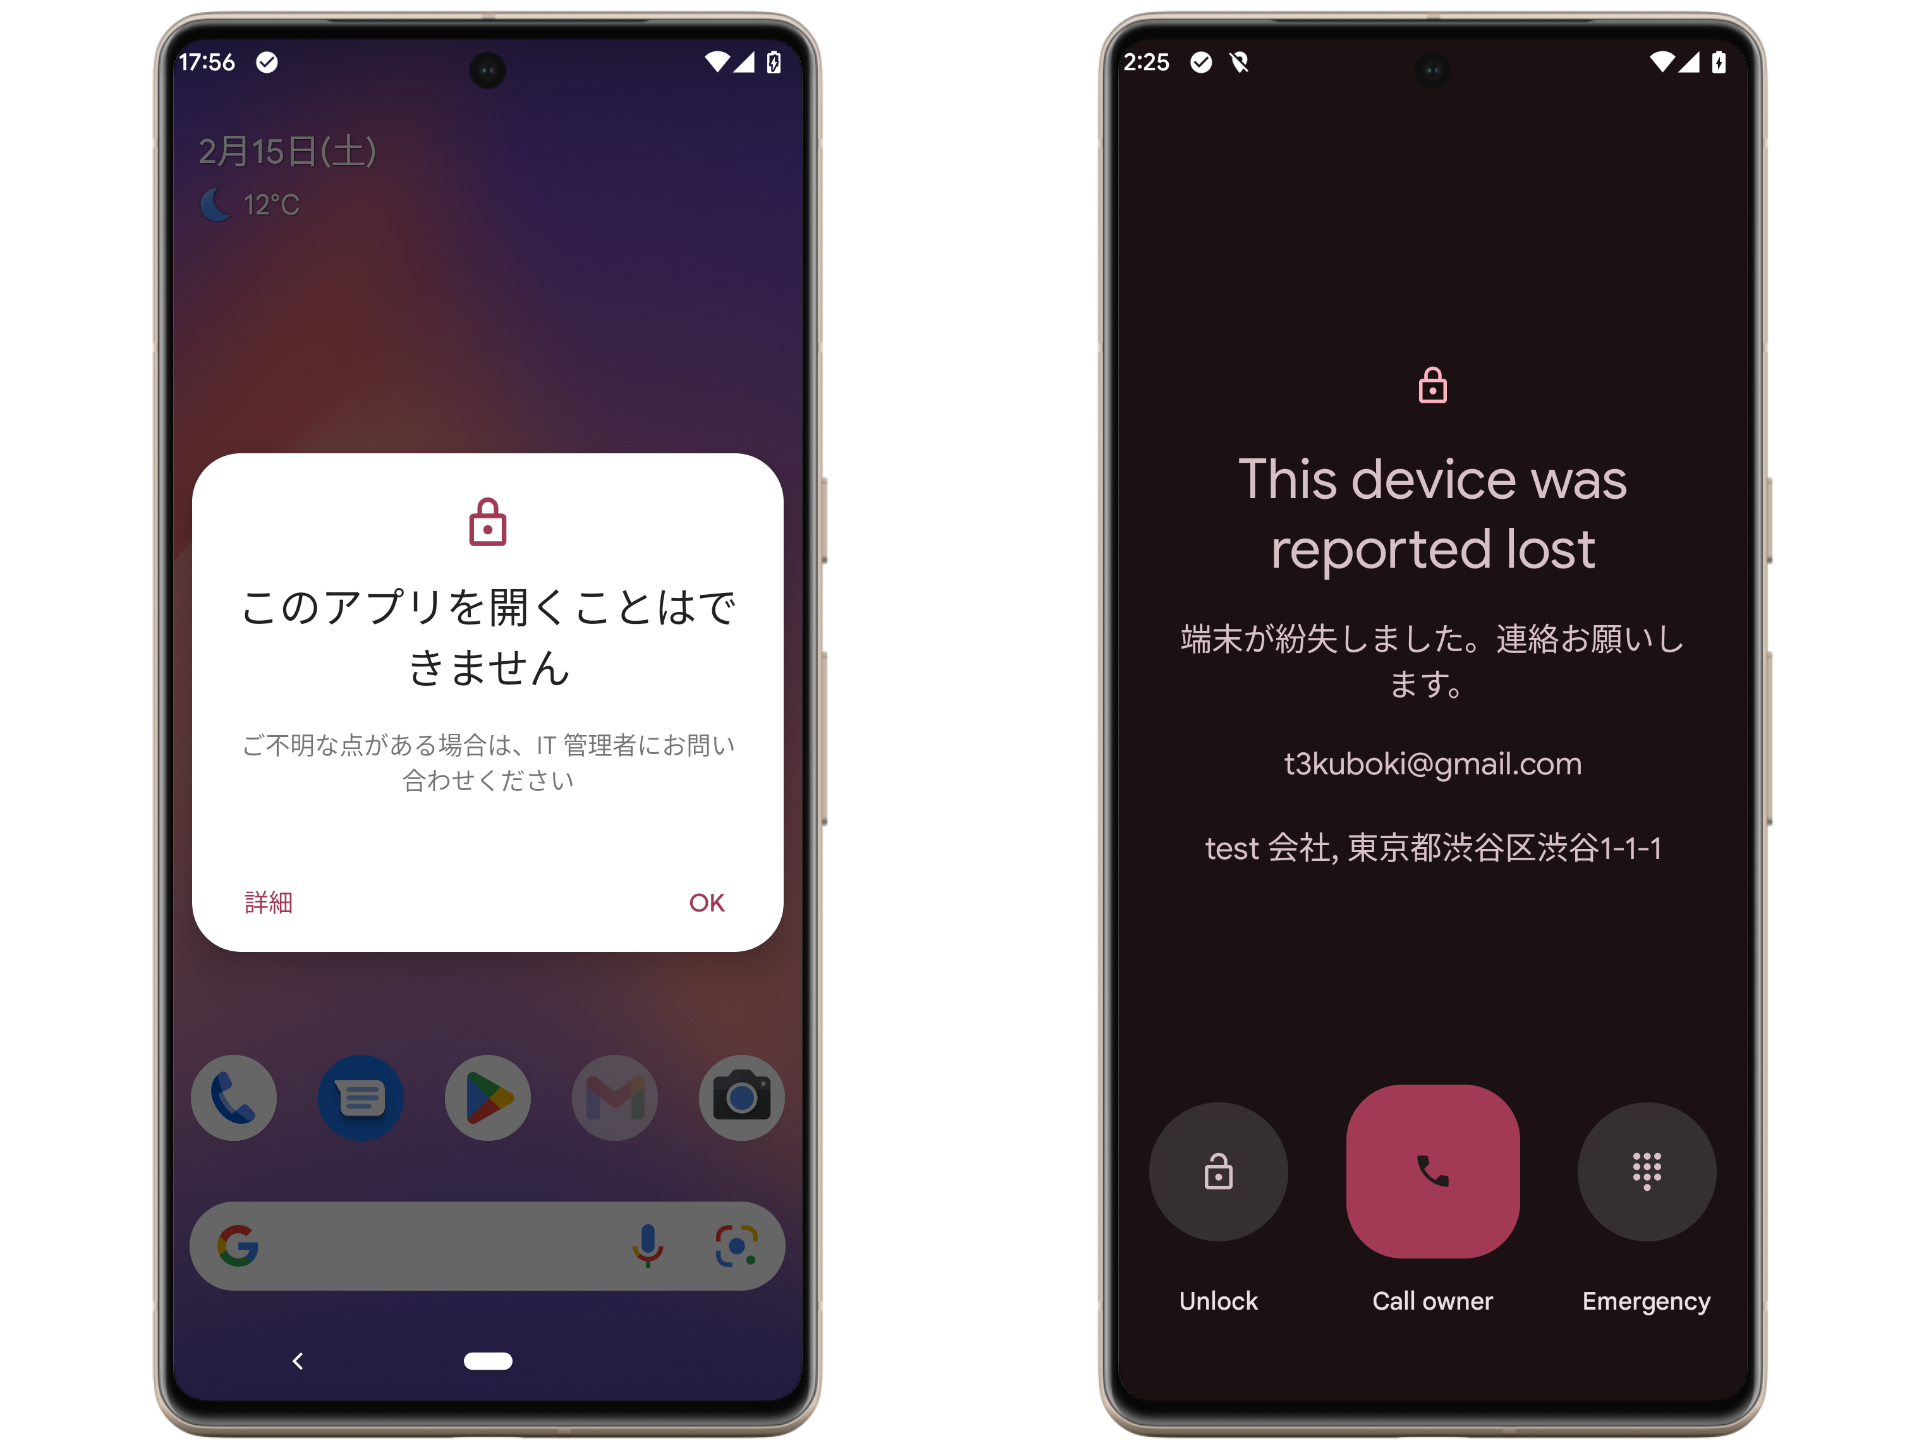 17:56
2月15日(土)
12°C
このアプリを開くことはで
きません
ご不明な点がある場合は、IT 管理者にお問い
合わせください
詳細
OK
2:25
This device was
reported lost
端末が紛失しました。連絡お願いし
ます。
t3kuboki@gmail.com
test 会社, 東京都渋谷区渋谷1-1-1
Unlock
Call owner
Emergency